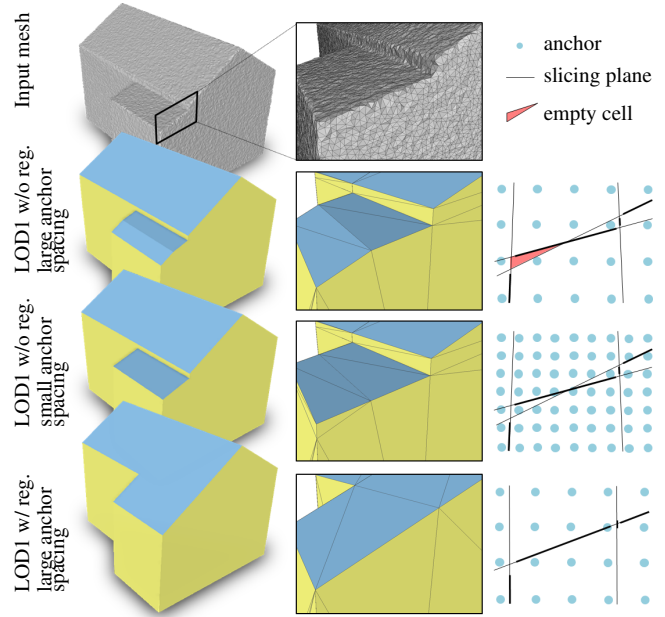 Input mesh
anchor
slicing plane
empty cell
LOD1 w/o reg.
large anchor
spacing
LOD1 w/o reg.
small anchor
spacing
LOD1 w/ reg.
large anchor
spacing